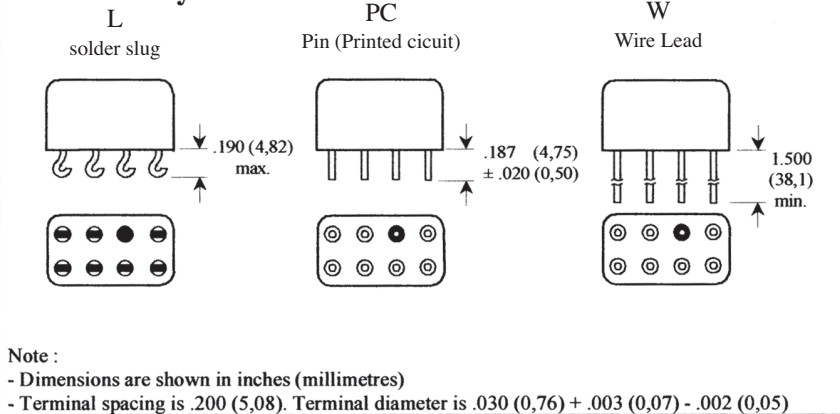 L
solder slug
PC
Pin (Printed cicuit)
W
Wire Lead
.190 (4,82)
max.
.187 (4,75)
± .020 (0,50)
1.500
(38,1)
min.
Note :
- Dimensions are shown in inches (millimetres)
- Terminal spacing is .200 (5,08). Terminal diameter is .030 (0,76) + .003 (0,07) - .002 (0,05)